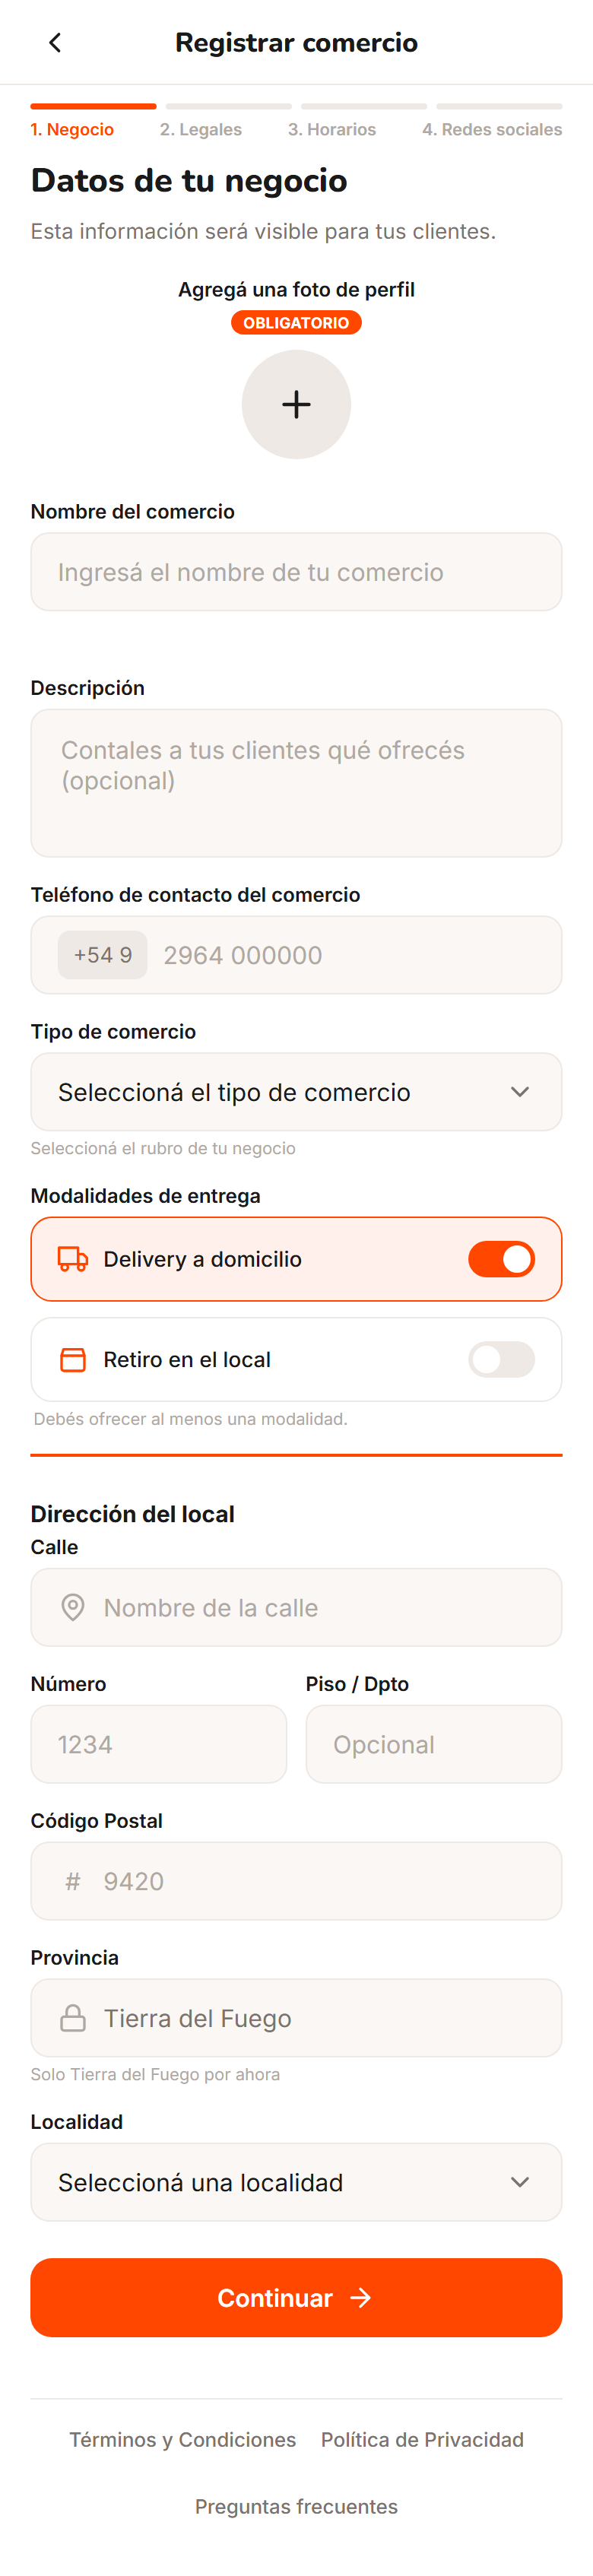 Registrar comercio
1. Negocio
2. Legales
3. Horarios
4. Redes sociales
Datos de tu negocio
Esta información será visible para tus clientes.
Agregá una foto de perfil
OBLIGATORIO
Nombre del comercio
Ingresá el nombre de tu comercio
Descripción
Contales a tus clientes qué ofrecés
(opcional)
Teléfono de contacto del comercio
+54 9 2964 000000
Tipo de comercio
Seleccioná el tipo de comercio
Seleccioná el rubro de tu negocio
Modalidades de entrega
Delivery a domicilio
Retiro en el local
Debés ofrecer al menos una modalidad.
Dirección del local
Calle
Nombre de la calle
Número
Piso / Dpto
1234
Opcional
Código Postal
# 9420
Provincia
Tierra del Fuego
Solo Tierra del Fuego por ahora
Localidad
Seleccioná una localidad
Continuar
Términos y Condiciones
Política de Privacidad
Preguntas frecuentes